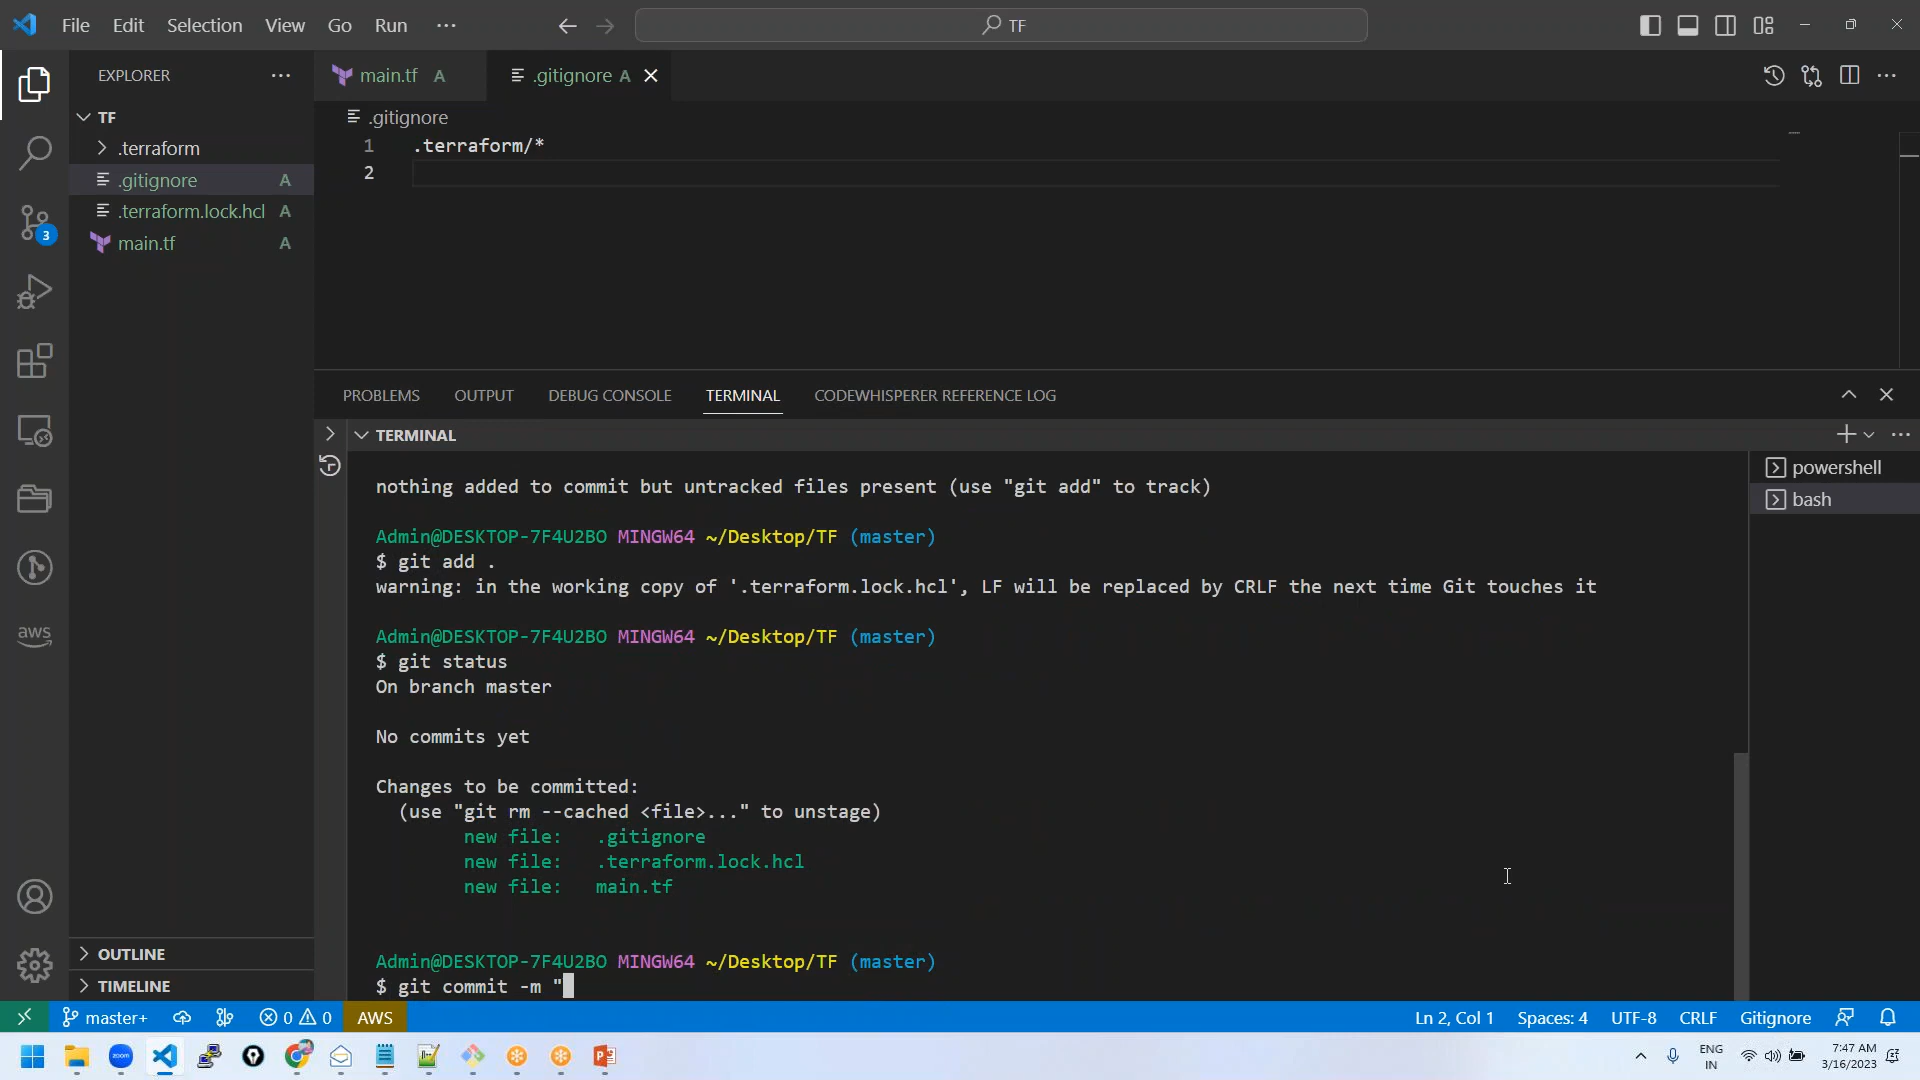 File Edit Selection View Go Run ···
TF
EXPLORER
TF
.terraform
.gitignore A
.terraform.lock.hcl A
main.tf A
OUTLINE
TIMELINE
main.tf A
.gitignore A
.gitignore
1 .terraform/*
2
PROBLEMS OUTPUT DEBUG CONSOLE TERMINAL CODEWHISPERER REFERENCE LOG
TERMINAL
powershell
bash
nothing added to commit but untracked files present (use "git add" to track)
Admin@DESKTOP-7F4U2BO MINGW64 ~/Desktop/TF (master)
$ git add .
warning: in the working copy of '.terraform.lock.hcl', LF will be replaced by CRLF the next time Git touches it
Admin@DESKTOP-7F4U2BO MINGW64 ~/Desktop/TF (master)
$ git status
On branch master
No commits yet
Changes to be committed:
(use "git rm --cached <file>..." to unstage)
new file: .gitignore
new file: .terraform.lock.hcl
new file: main.tf
Admin@DESKTOP-7F4U2BO MINGW64 ~/Desktop/TF (master)
$ git commit -m "
3
aws
master+ 0 0 AWS Ln 2, Col 1 Spaces: 4 UTF-8 CRLF Gitignore
zoom
ENG
IN
7:47 AM
3/16/2023